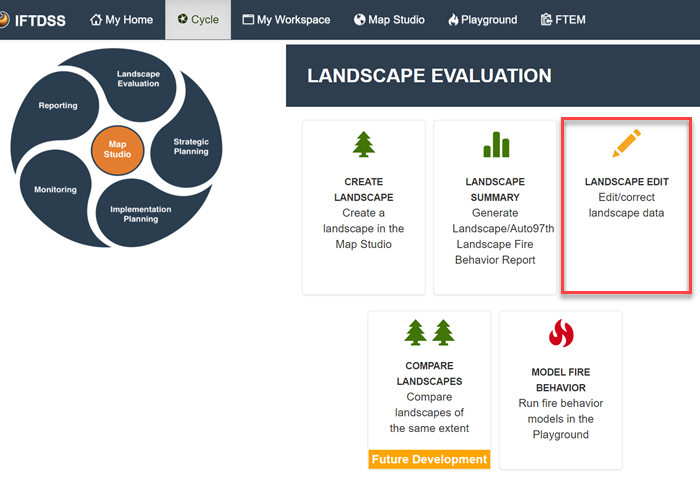 IFTDSS My Home Cycle My Workspace Map Studio Playground FTEM
Landscape
Evaluation
Reporting
Strategic
Planning
Map
Studio
Monitoring
Implementation
Planning
LANDSCAPE EVALUATION
CREATE
LANDSCAPE
Create a
landscape in the
Map Studio
LANDSCAPE
SUMMARY
Generate
Landscape/Auto97th
Landscape Fire
Behavior Report
LANDSCAPE EDIT
Edit/correct
landscape data
COMPARE
LANDSCAPES
Compare
landscapes of
the same extent
Future Development
MODEL FIRE
BEHAVIOR
Run fire behavior
models in the
Playground